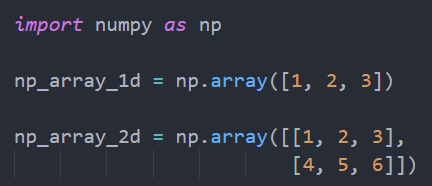 import numpy as np
np_array_1d = np.array([1, 2, 3])
np_array_2d = np.array([[1, 2, 3],
[4, 5, 6]])